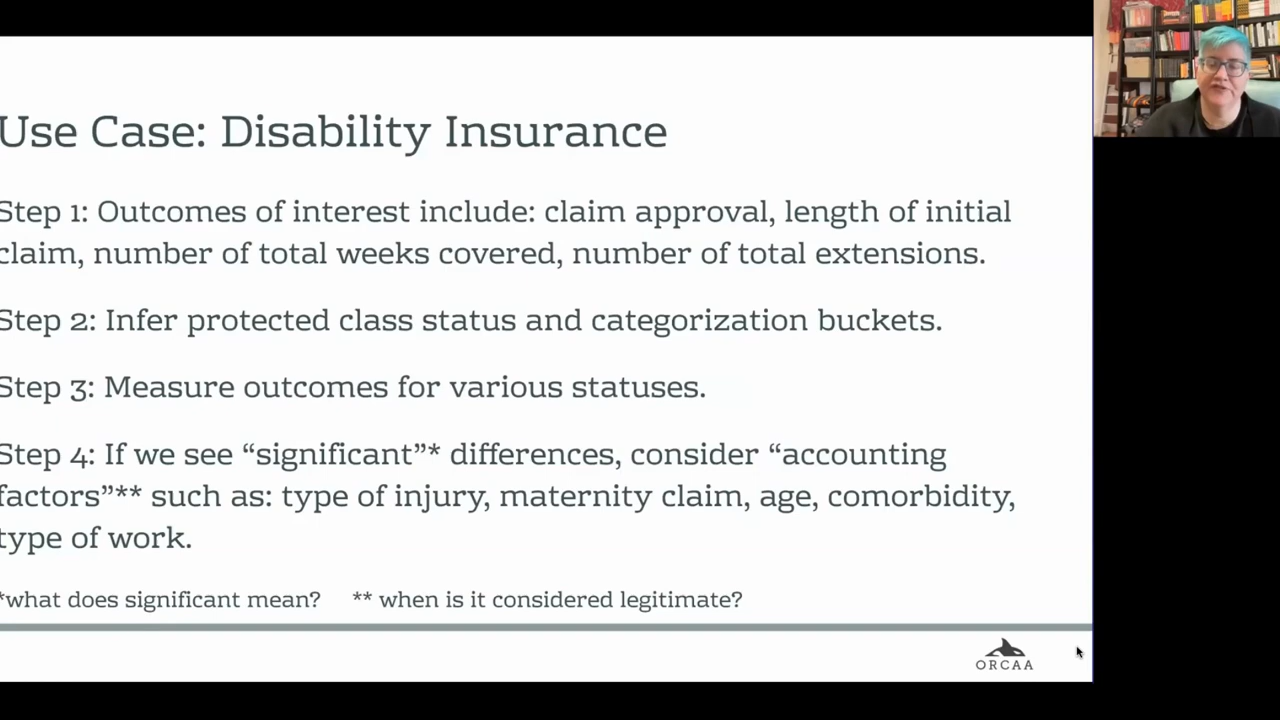 Use Case: Disability Insurance
Step 1: Outcomes of interest include: claim approval, length of initial
claim, number of total weeks covered, number of total extensions.
Step 2: Infer protected class status and categorization buckets.
Step 3: Measure outcomes for various statuses.
Step 4: If we see “significant”* differences, consider “accounting
factors”** such as: type of injury, maternity claim, age, comorbidity,
type of work.
*what does significant mean? ** when is it considered legitimate?
ORCAA